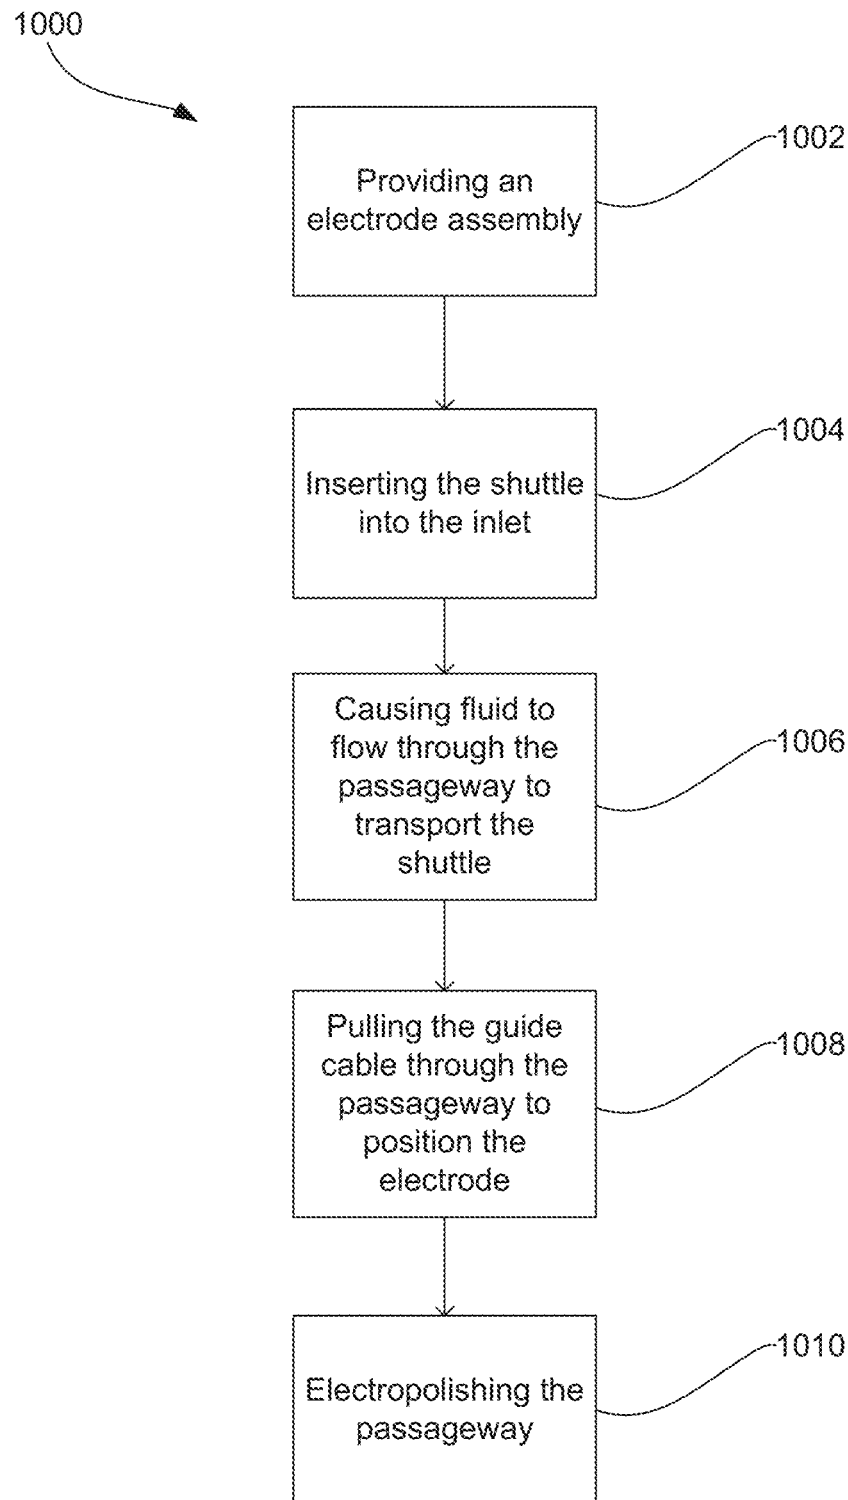 1000
1002
Providing an
electrode assembly
1004
Inserting the shuttle
into the inlet
1006
Causing fluid to
flow through the
passageway to
transport the
shuttle
1008
Pulling the guide
cable through the
passageway to
position the
electrode
1010
Electropolishing the
passageway